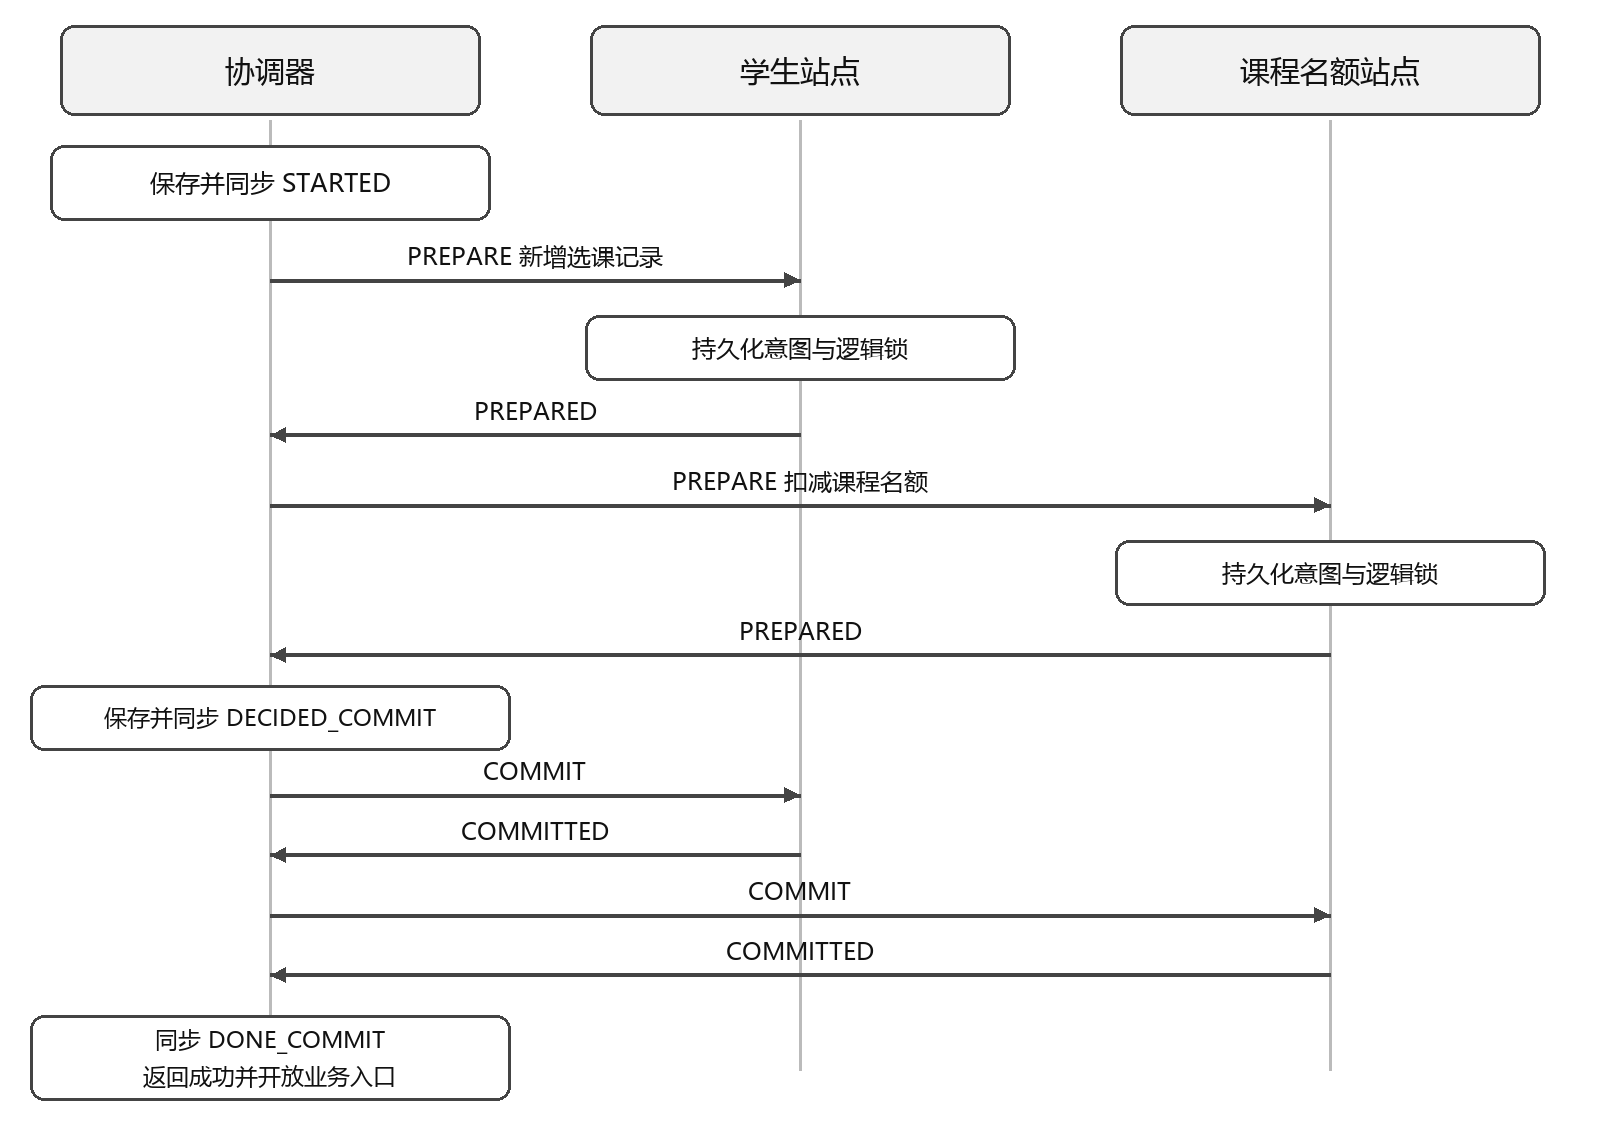 协调器
学生站点
课程名额站点
保存并同步 STARTED
PREPARE 新增选课记录
持久化意图与逻辑锁
PREPARED
PREPARE 扣减课程名额
持久化意图与逻辑锁
PREPARED
保存并同步 DECIDED_COMMIT
COMMIT
COMMITTED
COMMIT
COMMITTED
同步 DONE_COMMIT
返回成功并开放业务入口